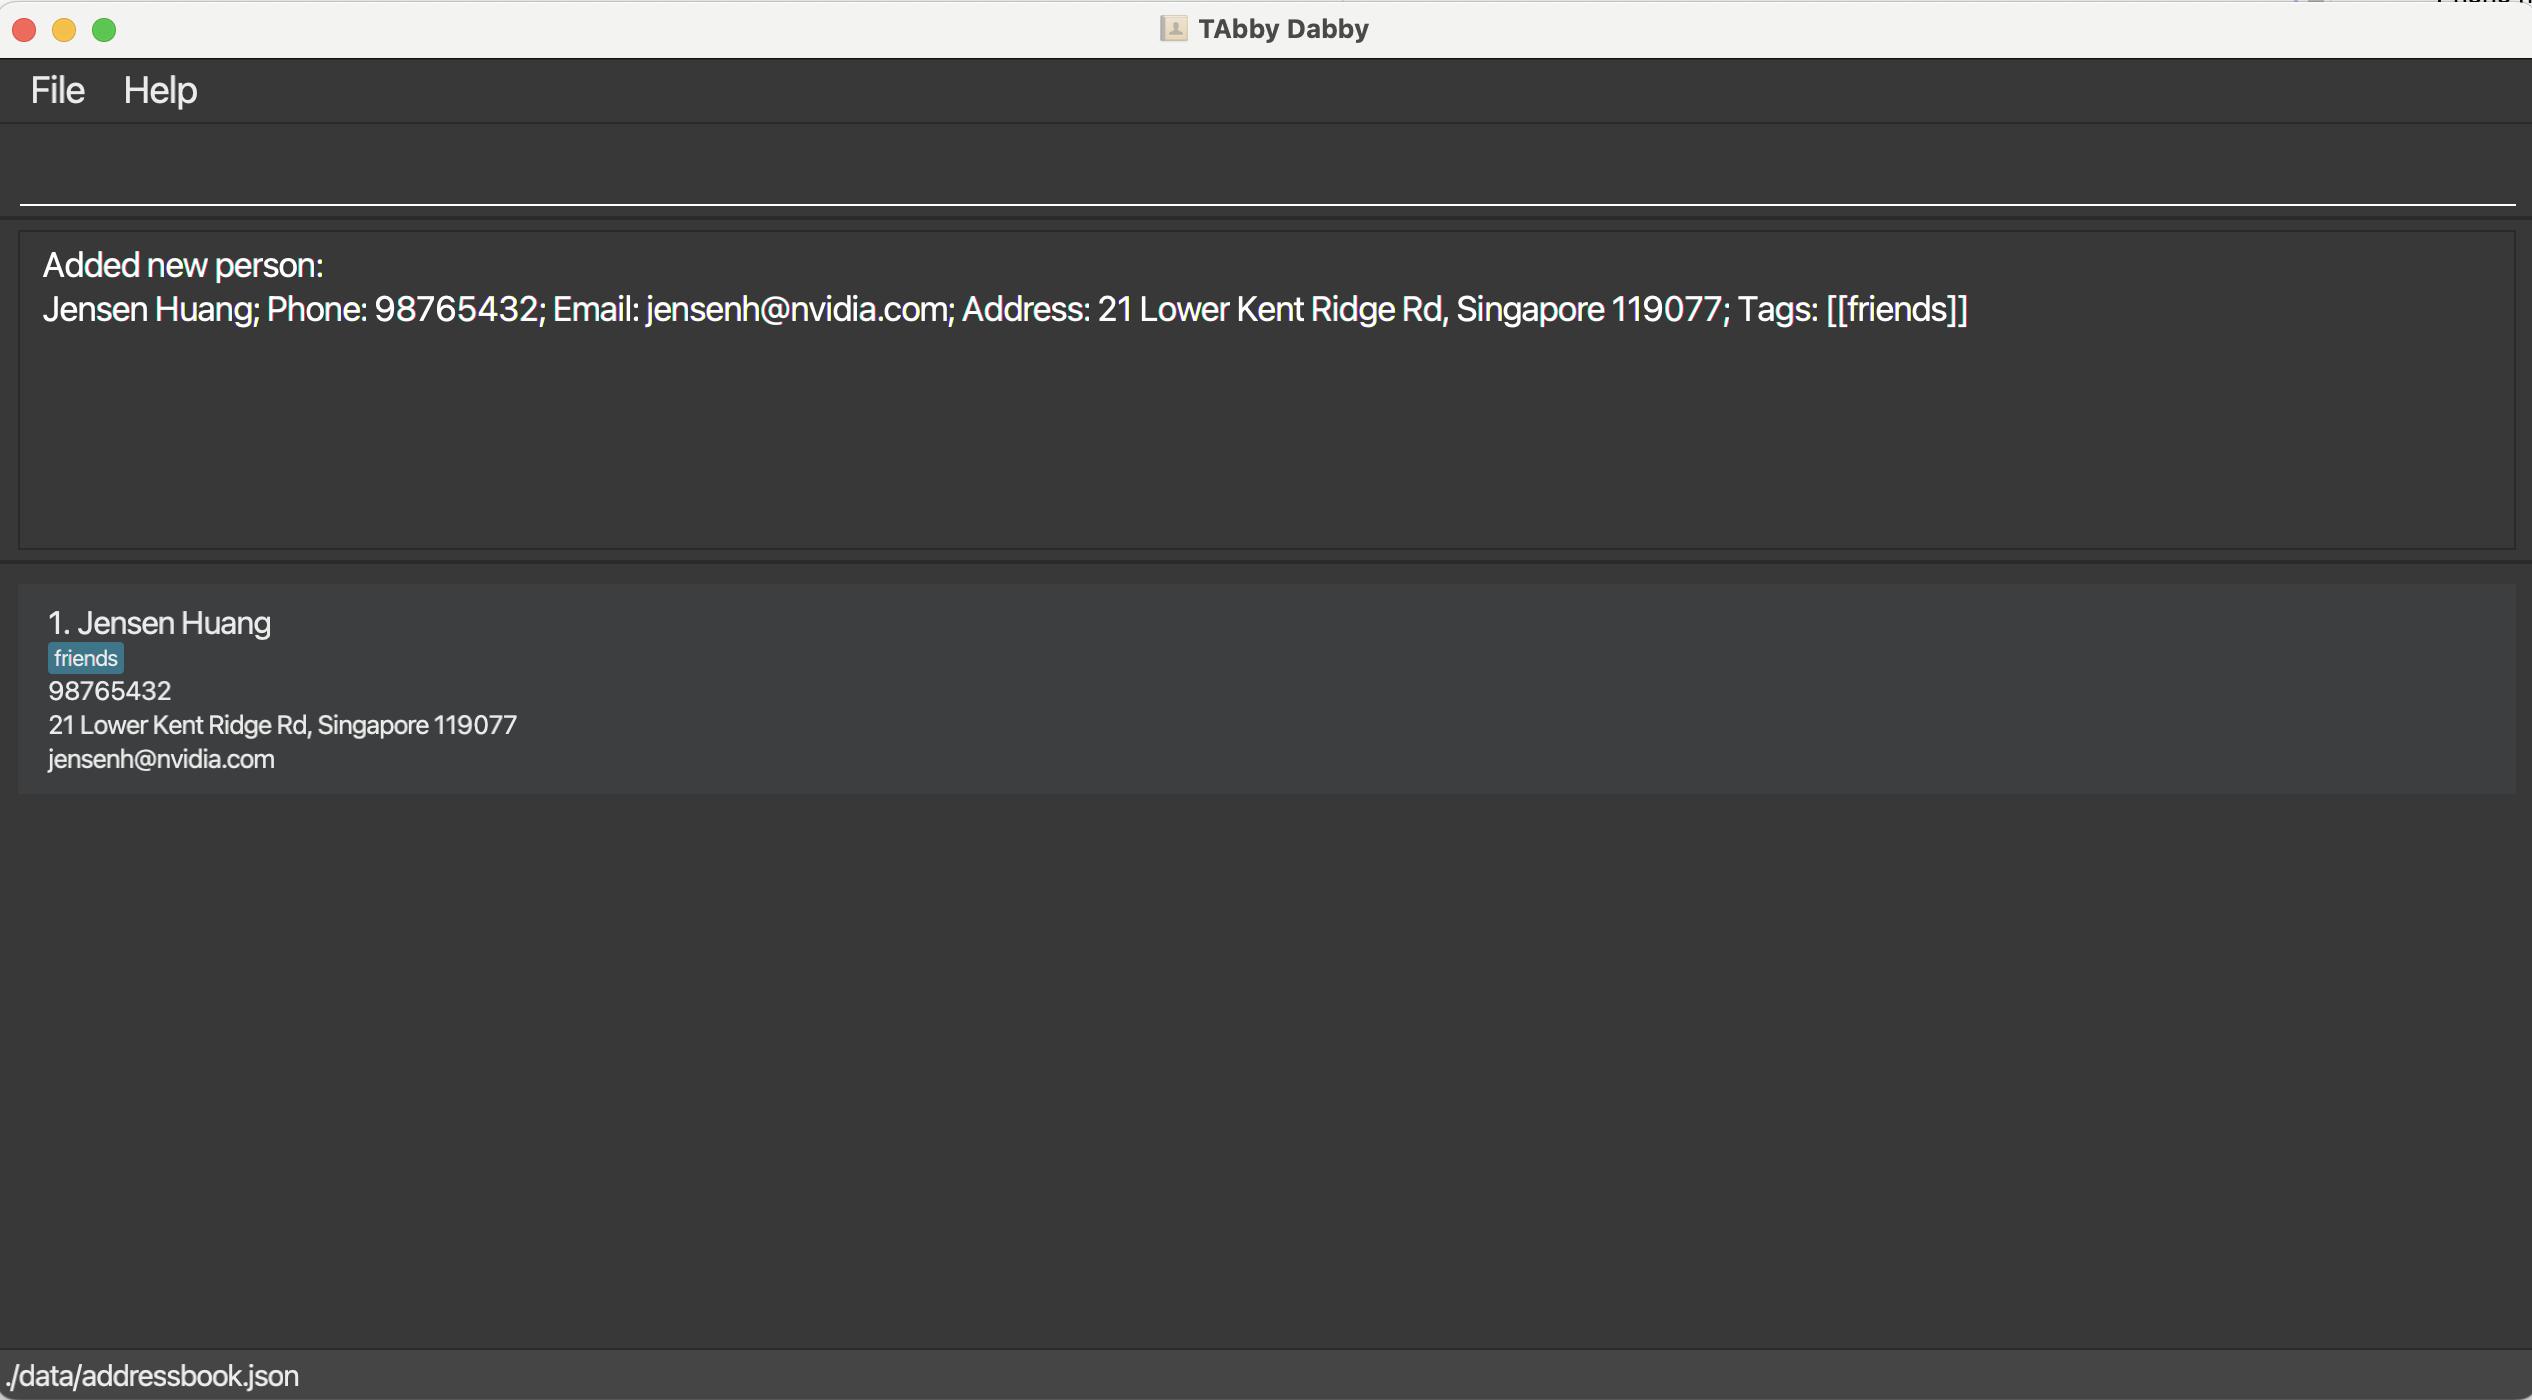 TAbby Dabby
File Help
Added new person:
Jensen Huang; Phone: 98765432; Email: jensenh@nvidia.com; Address: 21 Lower Kent Ridge Rd, Singapore 119077; Tags: [[friends]]
1. Jensen Huang
friends
98765432
21 Lower Kent Ridge Rd, Singapore 119077
jensenh@nvidia.com
./data/addressbook.json